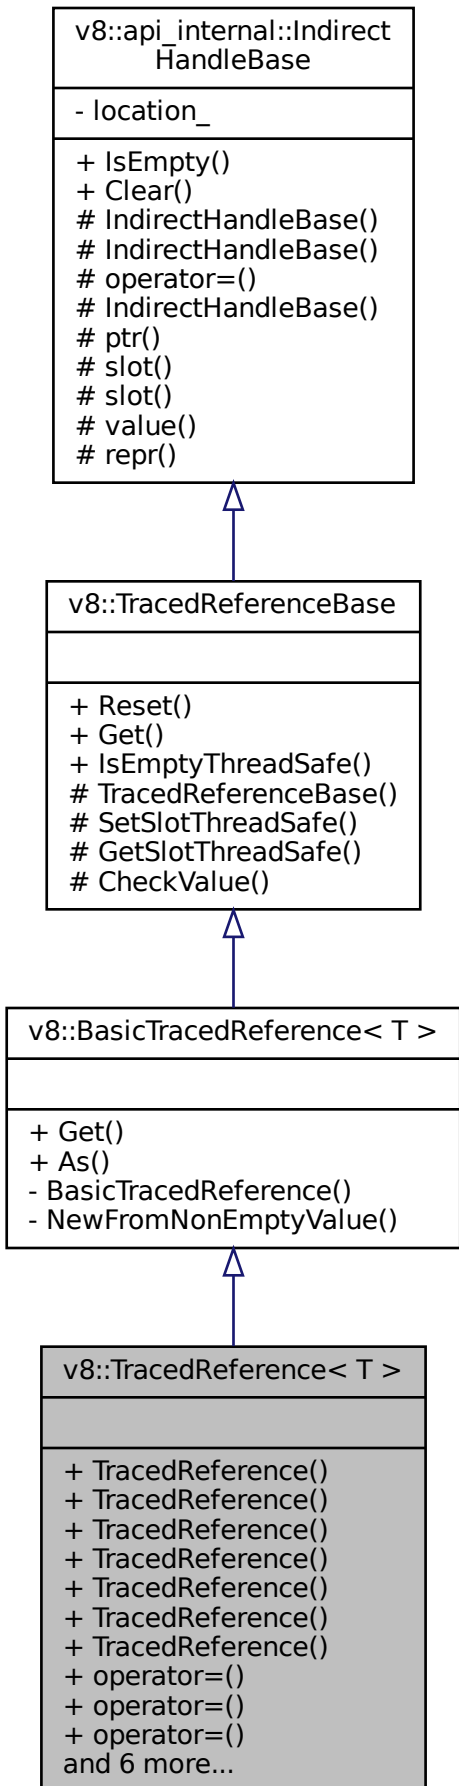 v8::api_internal::Indirect
HandleBase
- location_
+ IsEmpty()
+ Clear()
# IndirectHandleBase()
# IndirectHandleBase()
# operator=()
# IndirectHandleBase()
# ptr()
# slot()
# slot()
# value()
# repr()
v8::TracedReferenceBase
+ Reset()
+ Get()
+ IsEmptyThreadSafe()
# TracedReferenceBase()
# SetSlotThreadSafe()
# GetSlotThreadSafe()
# CheckValue()
v8::BasicTracedReference< T >
+ Get()
+ As()
- BasicTracedReference()
- NewFromNonEmptyValue()
v8::TracedReference< T >
+ TracedReference()
+ TracedReference()
+ TracedReference()
+ TracedReference()
+ TracedReference()
+ TracedReference()
+ TracedReference()
+ operator=()
+ operator=()
+ operator=()
and 6 more...